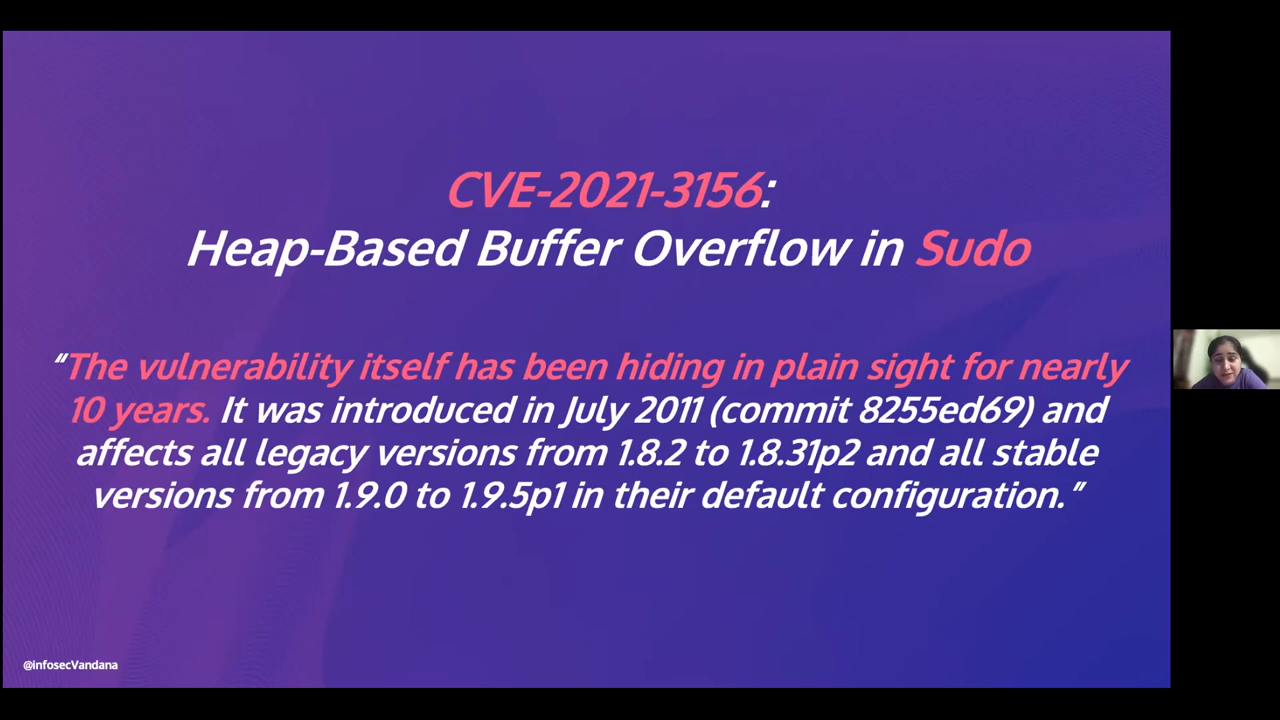 CVE-2021-3156:
Heap-Based Buffer Overflow in Sudo
“The vulnerability itself has been hiding in plain sight for nearly
10 years. It was introduced in July 2011 (commit 8255ed69) and
affects all legacy versions from 1.8.2 to 1.8.31p2 and all stable
versions from 1.9.0 to 1.9.5p1 in their default configuration.”
@infosecVandana